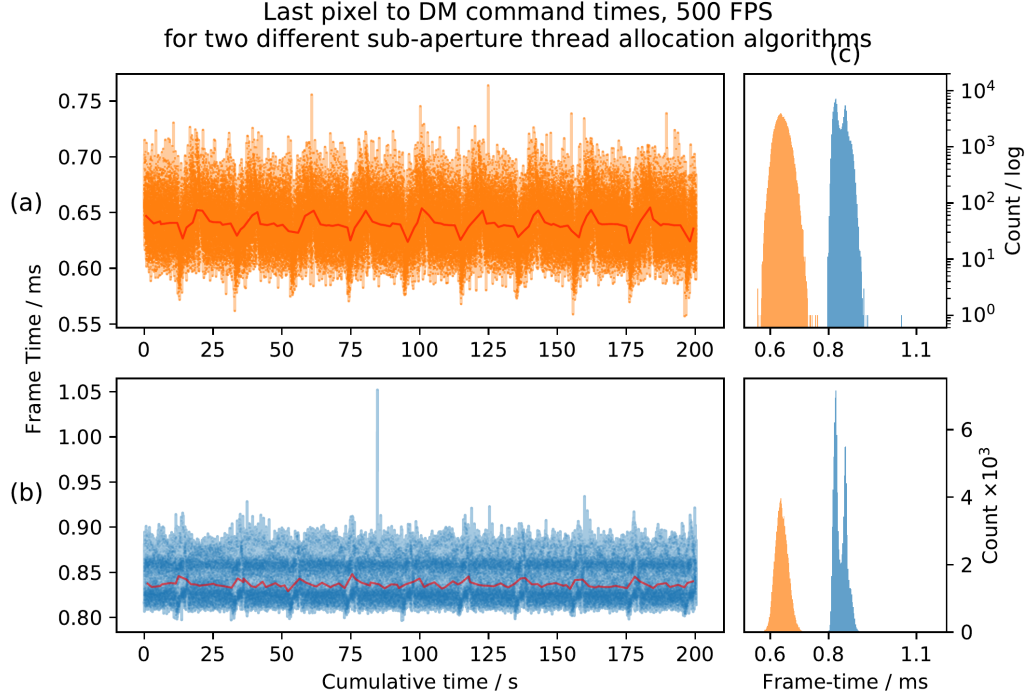 Last pixel to DM command times, 500 FPS
for two different sub-aperture thread allocation algorithms
(c)
(a)
Frame Time / ms
0.75
0.70
0.65
0.60
0.55
0 25 50 75 100 125 150 175 200
0.6 0.8 1.1
10^4
10^3
10^2
10^1
10^0
Count / log
(b)
1.05
1.00
0.95
0.90
0.85
0.80
0 25 50 75 100 125 150 175 200
Cumulative time / s
0.6 0.8 1.1
Frame-time / ms
6
4
2
0
Count ×10^3